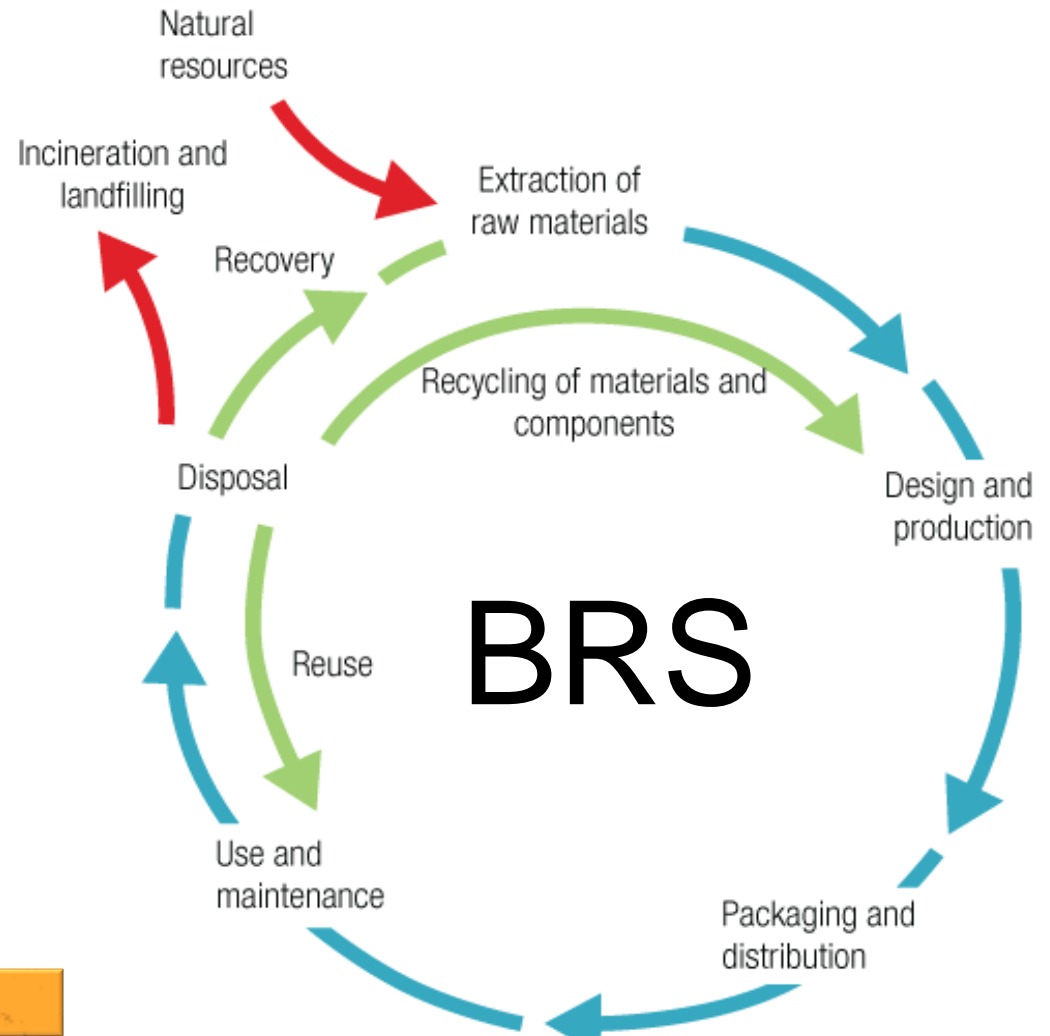 Natural
resources
Incineration and
landfilling
Extraction of
raw materials
Recovery
Recycling of materials and
components
Disposal
Design and
production
BRS
Reuse
Use and
maintenance
Packaging and
distribution